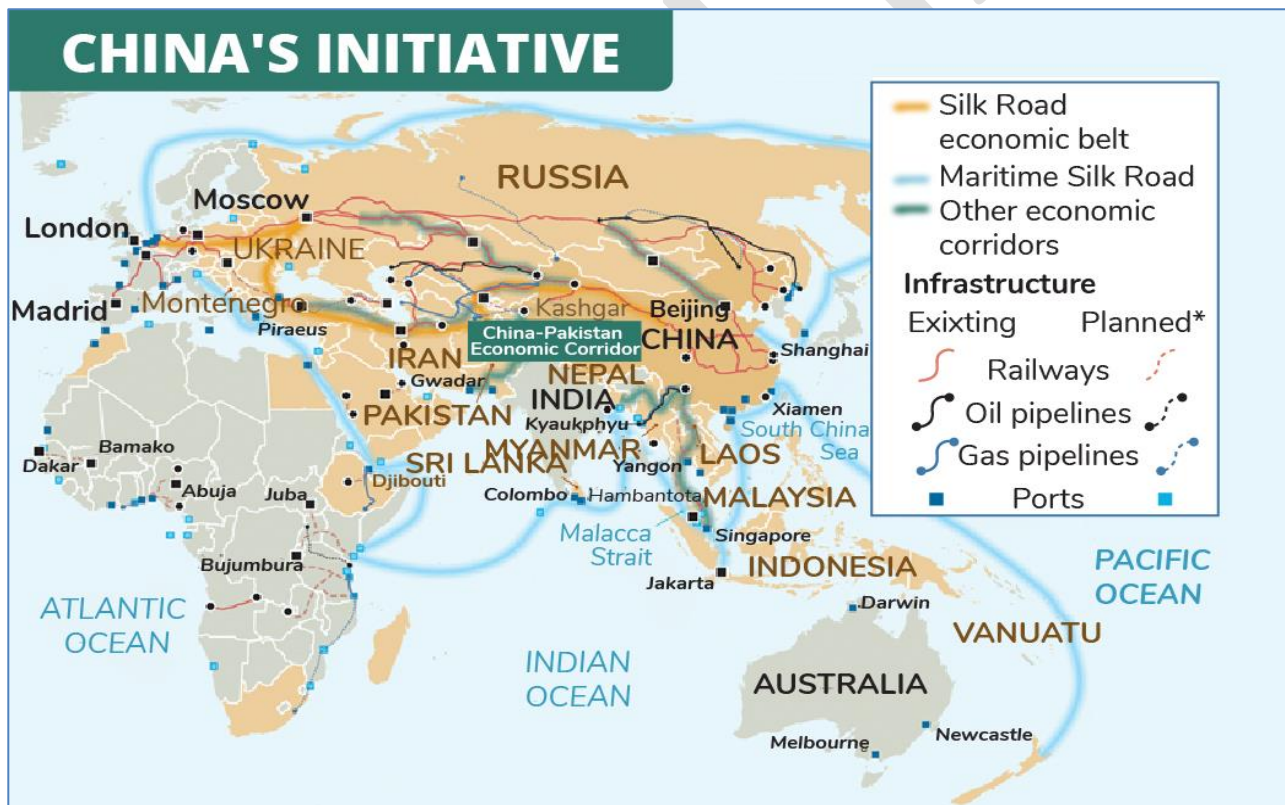 CHINA'S INITIATIVE
Silk Road
economic belt
Maritime Silk Road
Other economic
corridors
Infrastructure
Exixting Planned*
Railways
Oil pipelines
Gas pipelines
Ports
RUSSIA
Moscow
London
UKRAINE
Madrid
Montenegro
Piraeus
Kashgar
Beijing
CHINA
China-Pakistan
Economic Corridor
Shanghai
IRAN
Gwadar
NEPAL
INDIA
PAKISTAN
Kyaukphyu
Xiamen
South China
Sea
MYANMAR
SRI LANKA
Yangon
LAOS
Bamako
Dakar
Abuja
Juba
Djibouti
Colombo
Hambantota
MALAYSIA
Malacca
Strait
Singapore
Bujumbura
Jakarta
INDONESIA
PACIFIC
OCEAN
ATLANTIC
OCEAN
Darwin
VANUATU
INDIAN
OCEAN
AUSTRALIA
Melbourne
Newcastle